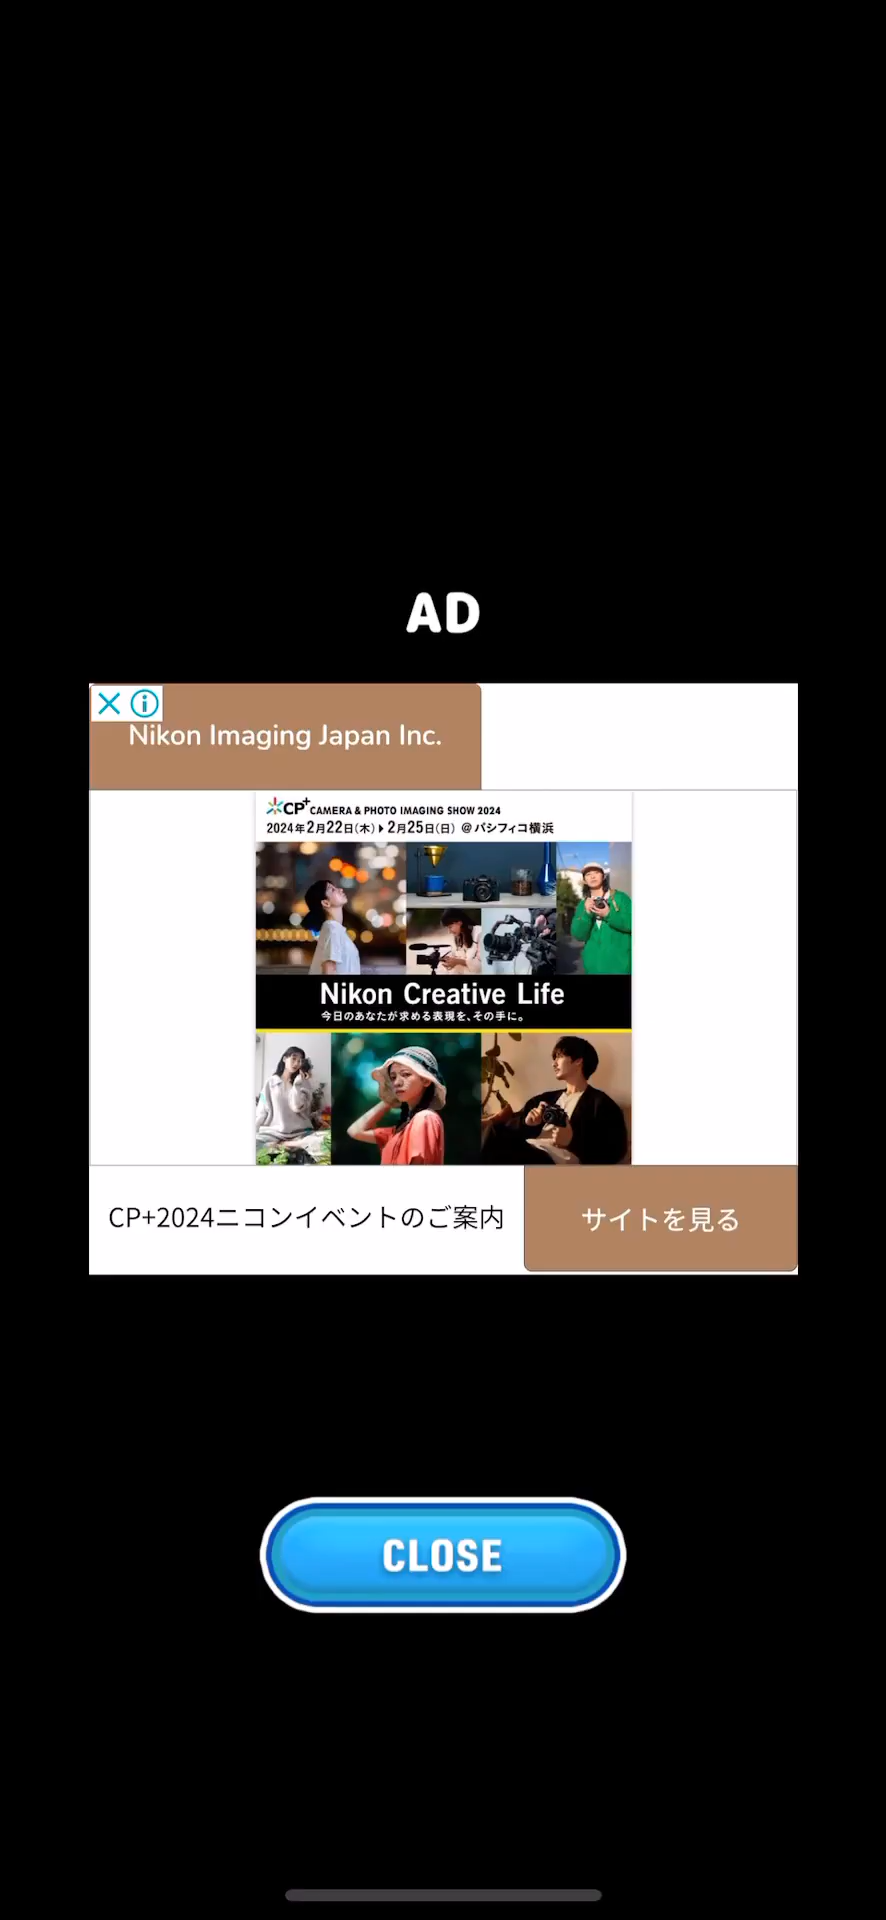 AD
Nikon Imaging Japan Inc.
CP+ CAMERA & PHOTO IMAGING SHOW 2024
2024年2月22日(木)▶2月25日(日) @パシフィコ横浜
Nikon Creative Life
今日のあなたが求める表現を、その手に。
CP+2024ニコンイベントのご案内
サイトを見る
CLOSE